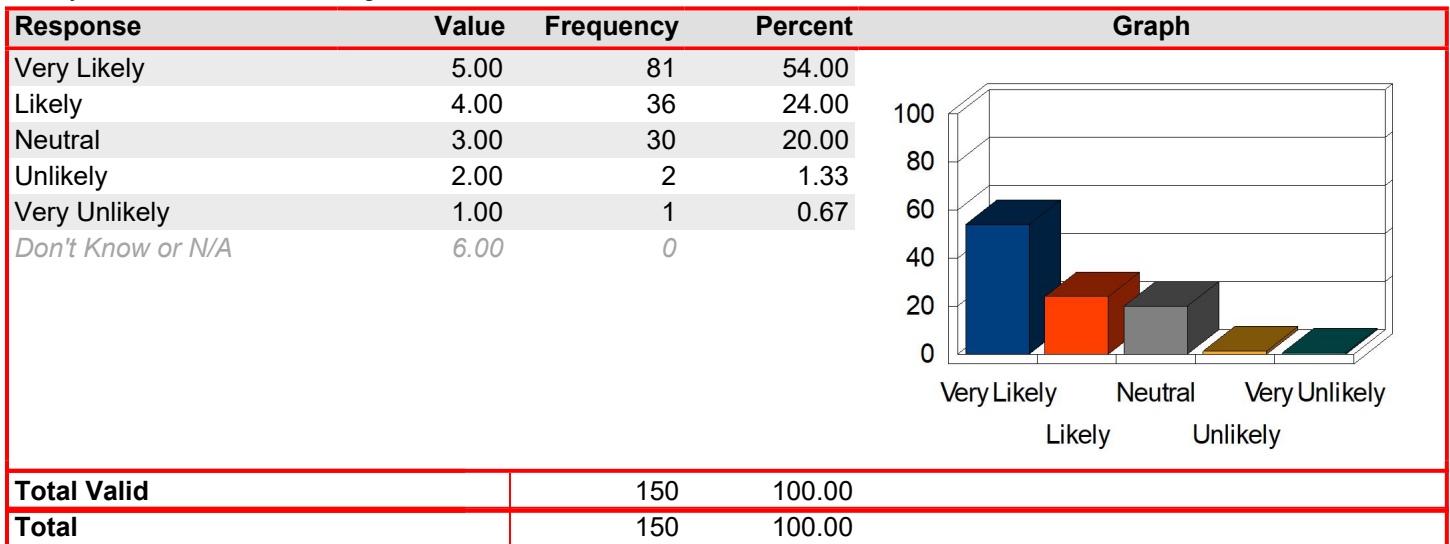 Response Value Frequency Percent Graph
Very Likely 5.00 81 54.00
Likely 4.00 36 24.00
Neutral 3.00 30 20.00
Unlikely 2.00 2 1.33
Very Unlikely 1.00 1 0.67
Don't Know or N/A 6.00 0
100
80
60
40
20
0
Very Likely Neutral Very Unlikely
Likely Unlikely
Total Valid 150 100.00
Total 150 100.00